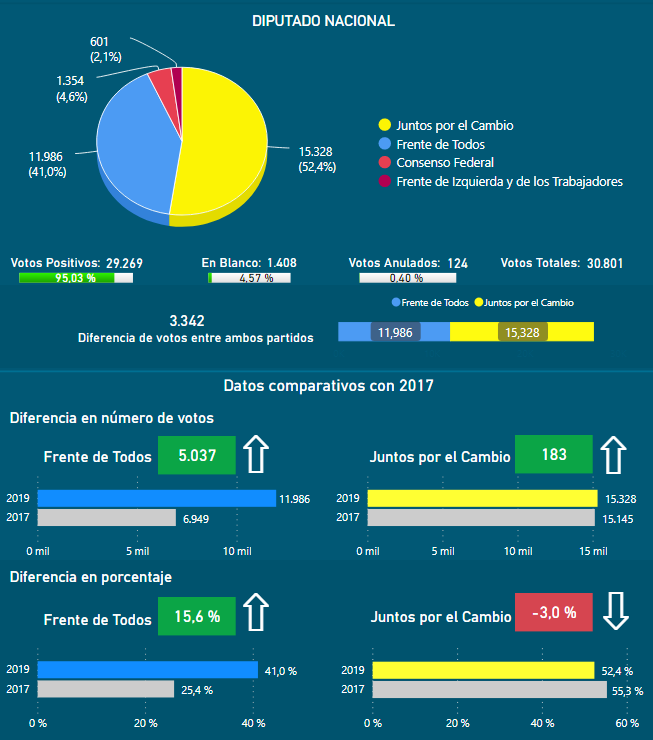 DIPUTADO NACIONAL
601
(2,1%)
1.354
(4,6%)
11.986
(41,0%)
15.328
(52,4%)
Juntos por el Cambio
Frente de Todos
Consenso Federal
Frente de Izquierda y de los Trabajadores
Votos Positivos: 29.269
95,03 %
En Blanco: 1.408
4,57 %
Votos Anulados: 124
0,40 %
Votos Totales: 30.801
Frente de Todos Juntos por el Cambio
3.342
Diferencia de votos entre ambos partidos
11,986 15,328
Datos comparativos con 2017
Diferencia en número de votos
Frente de Todos 5.037
2019 11.986
2017 6.949
0 mil 5 mil 10 mil
Juntos por el Cambio 183
2019 15.328
2017 15.145
0 mil 5 mil 10 mil 15 mil
Diferencia en porcentaje
Frente de Todos 15,6 %
2019 41,0 %
2017 25,4 %
0 % 20 % 40 %
Juntos por el Cambio -3,0 %
2019 52,4 %
2017 55,3 %
0 % 20 % 40 % 60 %